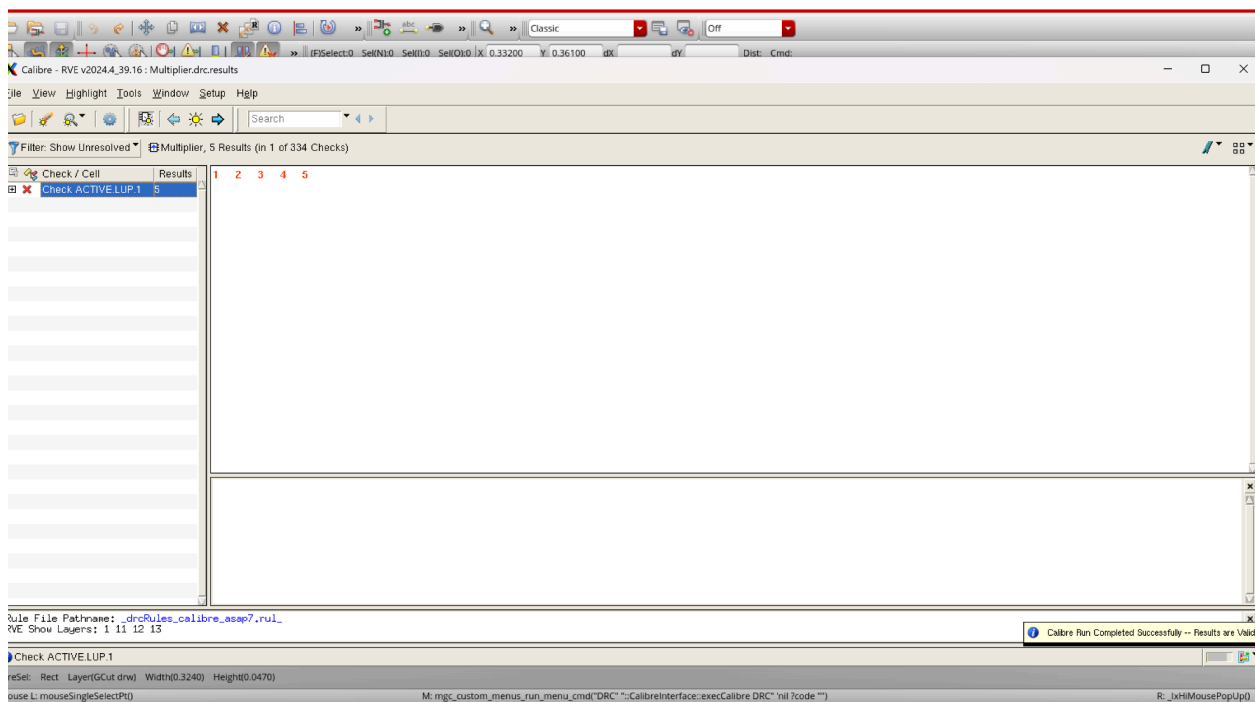 Classic
Off
(F)Select:0 Sel(N):0 Sel(I):0 Sel(O):0 X 0.33200 Y 0.36100 dX dY Dist: Cmd:
Calibre - RVE v2024.4_39.16 : Multiplier.drc.results
File View Highlight Tools Window Setup Help
Search
Filter: Show Unresolved Multiplier, 5 Results (in 1 of 334 Checks)
Check / Cell Results 1 2 3 4 5
Check ACTIVE.LUP.1 5
Rule File Pathname: _drcRules_calibre_asap7.rul_
RVE Show Layers: 1 11 12 13
Calibre Run Completed Successfully -- Results are Valid
Check ACTIVE.LUP.1
reSel: Rect Layer(GCut drw) Width(0.3240) Height(0.0470)
ouse L: mouseSingleSelectPt() M: mgc_custom_menus_run_menu_cmd("DRC" "::CalibreInterface::execCalibre DRC" 'nil ?code "") R: _lxHiMousePopUp()